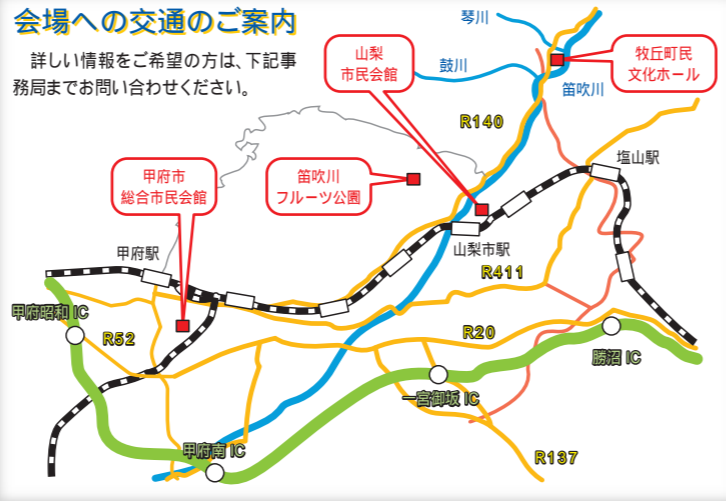 会場への交通のご案内
詳しい情報をご希望の方は、下記事
務局までお問い合わせください。
琴川
山梨
市民会館
牧丘町民
文化ホール
鼓川
笛吹川
R140
塩山駅
甲府市
総合市民会館
笛吹川
フルーツ公園
甲府駅
山梨市駅
R411
甲府昭和 IC
R52
R20
勝沼 IC
一宮御坂 IC
甲府南 IC
R137